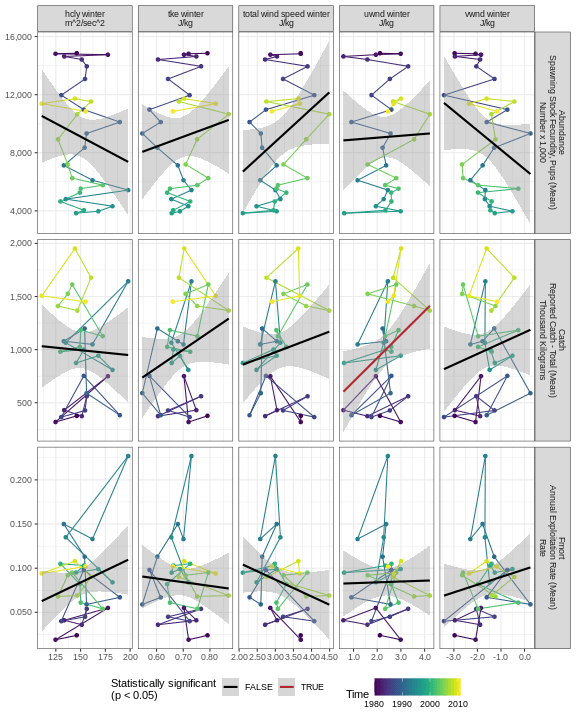 hcly winter
m^2/sec^2
tke winter
J/kg
total wind speed winter
J/kg
uwnd winter
J/kg
vwnd winter
J/kg
16,000
12,000
8,000
4,000
Abundance
Spawning Stock Fecundity, Pups (Mean)
Number x 1,000
2,000
1,500
1,000
500
Catch
Reported Catch - Total (Mean)
Thousand Kilograms
0.200
0.150
0.100
0.050
Fmort
Annual Exploitation Rate (Mean)
Rate
125 150 175 200
0.60 0.70 0.80
2.00 2.50 3.00 3.50 4.00 4.50
1.0 2.0 3.0 4.0
-3.0 -2.0 -1.0 0.0
Statistically significant
(p < 0.05)
FALSE
TRUE
Time
1980 1990 2000 2010